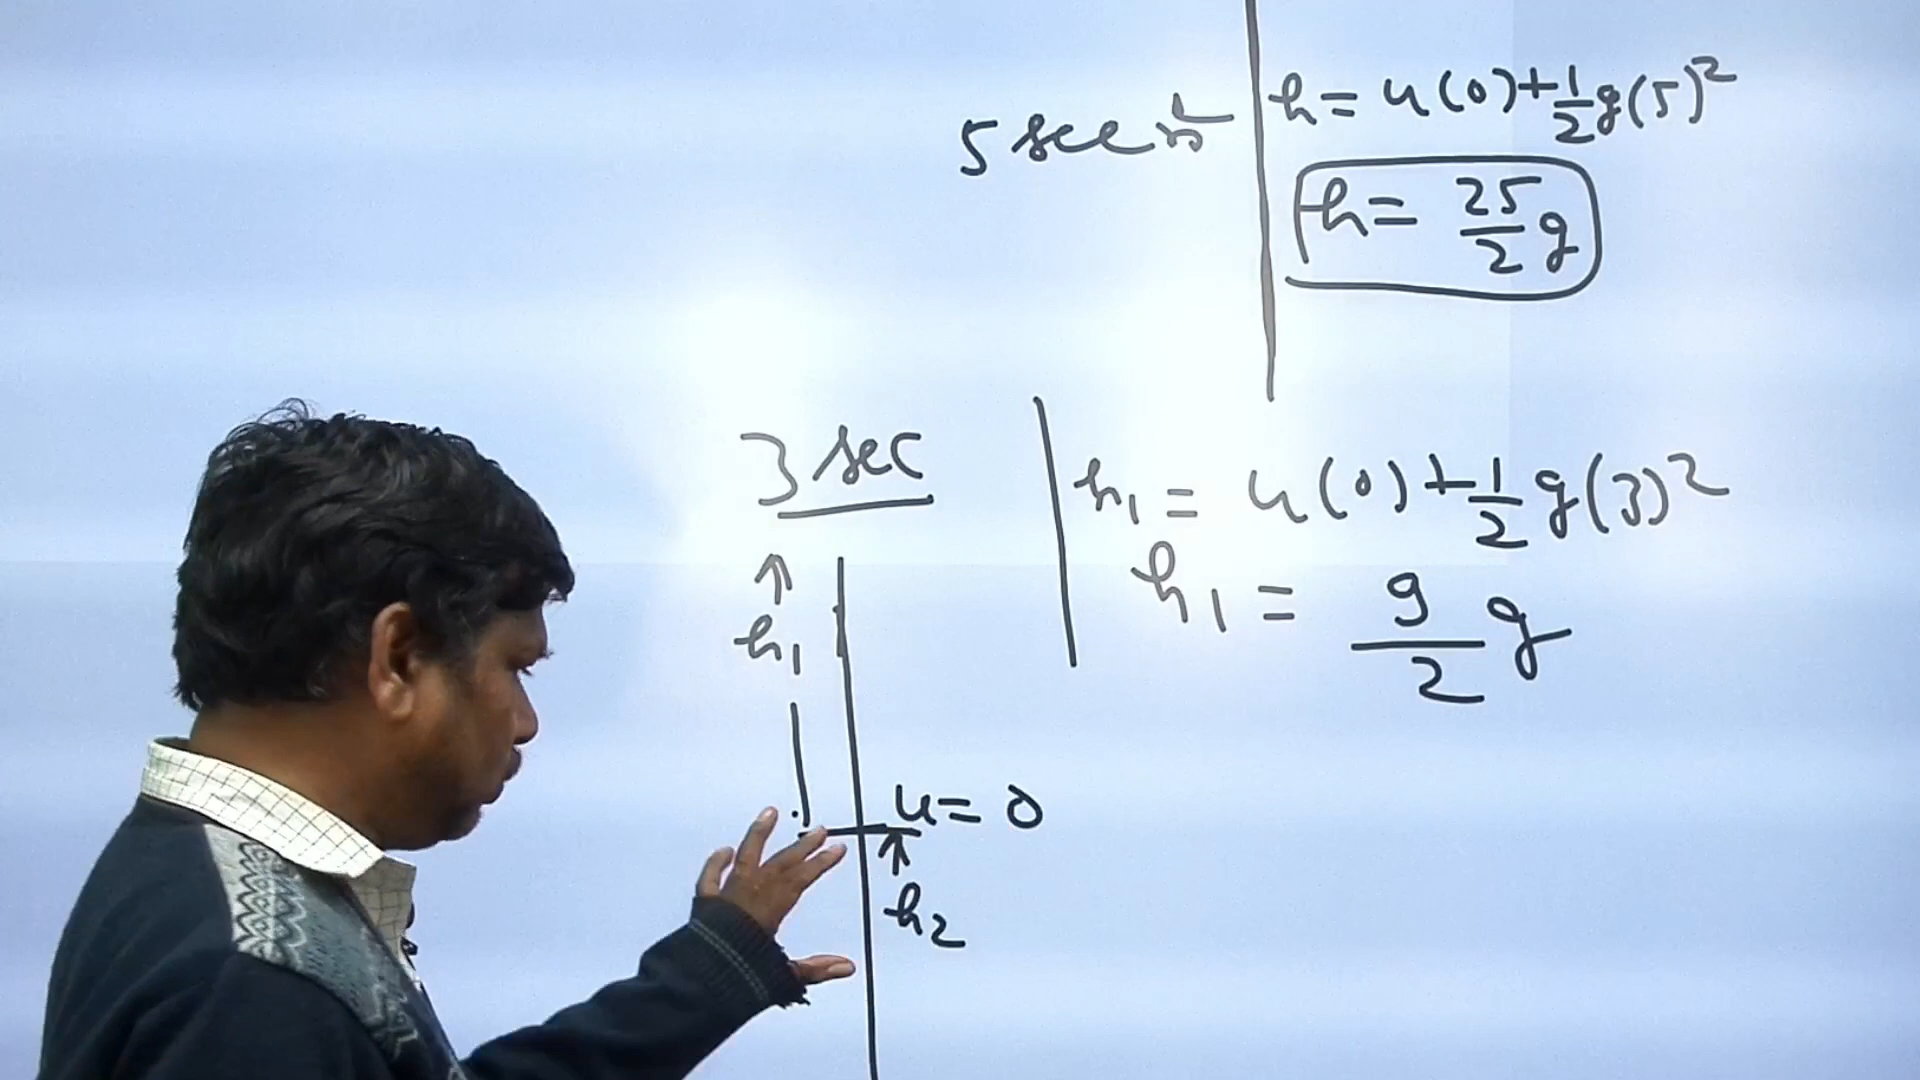 h = u(0) + 1/2 g(5)²
5 sec
h = 25/2 g
3 sec
h₁ = u(0) + 1/2 g(3)²
h₁ = 9/2 g
↑
h₁
u = 0
↑
h₂